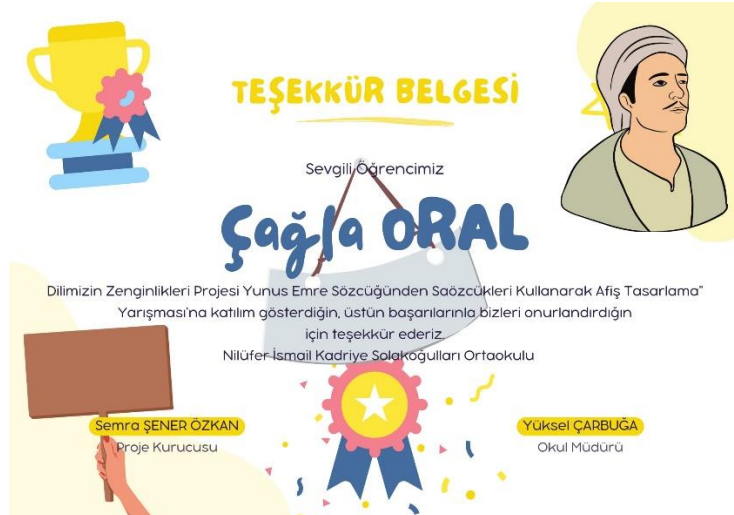 TEŞEKKÜR BELGESİ
Sevgili Öğrencimiz
Çağla ORAL
Dilimizin Zenginlikleri Projesi Yunus Emre Sözcüğünden Saözcükleri Kullanarak Afiş Tasarlama"
Yarışması'na katılım gösterdiğin, üstün başarılarınla bizleri onurlandırdığın
için teşekkür ederiz.
Nilüfer İsmail Kadriye Solakoğulları Ortaokulu
Semra ŞENER ÖZKAN
Proje Kurucusu
Yüksel ÇARBUĞA
Okul Müdürü